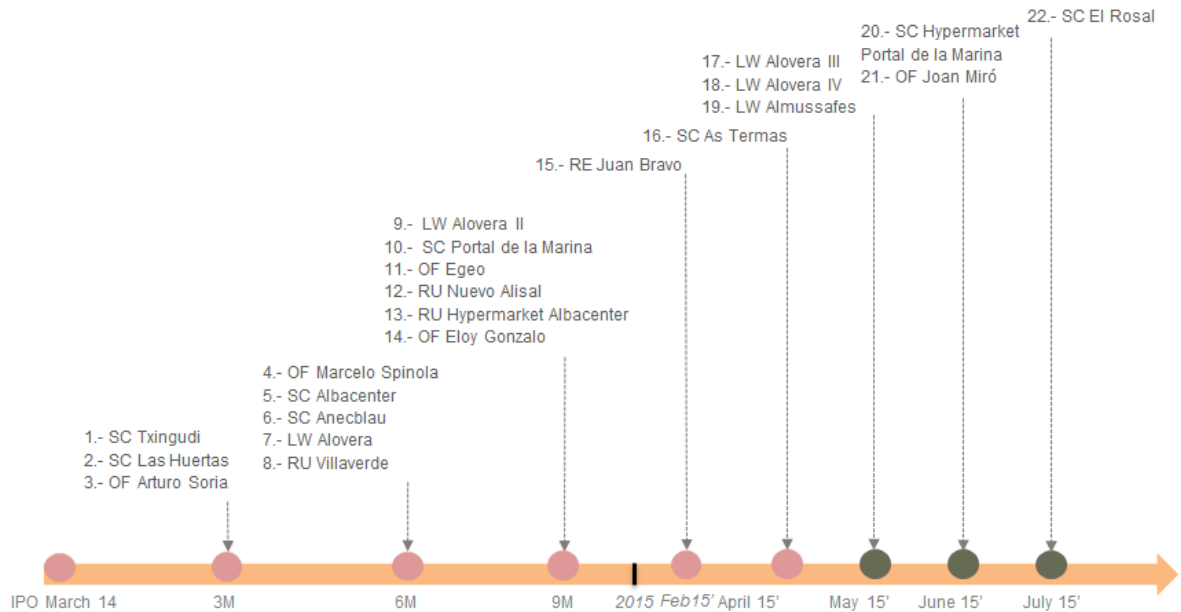 1.- SC Txingudi
2.- SC Las Huertas
3.- OF Arturo Soria
4.- OF Marcelo Spinola
5.- SC Albacenter
6.- SC Anecblau
7.- LW Alovera
8.- RU Villaverde
9.- LW Alovera II
10.- SC Portal de la Marina
11.- OF Egeo
12.- RU Nuevo Alisal
13.- RU Hypermarket Albacenter
14.- OF Eloy Gonzalo
15.- RE Juan Bravo
16.- SC As Termas
17.- LW Alovera III
18.- LW Alovera IV
19.- LW Almussafes
20.- SC Hypermarket
Portal de la Marina
21.- OF Joan Miró
22.- SC El Rosal
IPO March 14
3M
6M
9M
2015
Feb15'
April 15'
May 15'
June 15'
July 15'